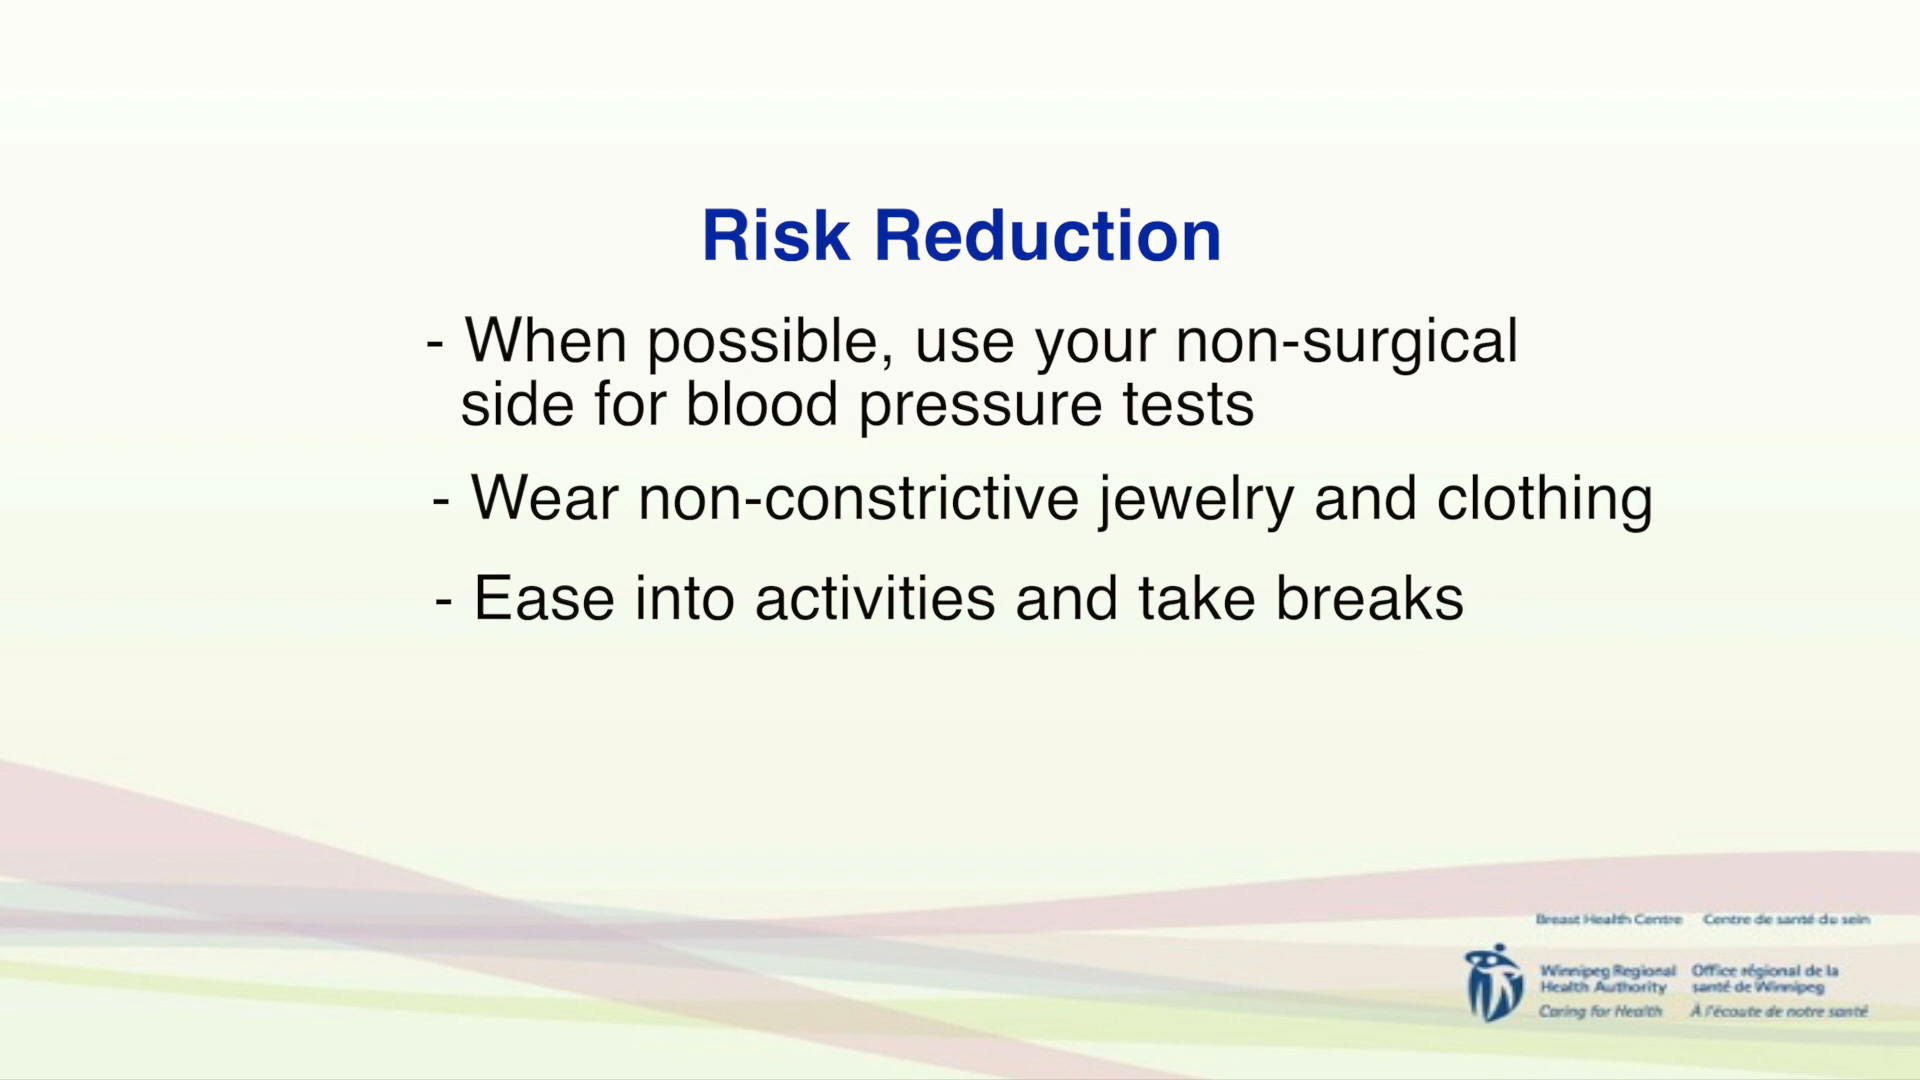 Risk Reduction
- When possible, use your non-surgical
side for blood pressure tests
- Wear non-constrictive jewelry and clothing
- Ease into activities and take breaks
Breast Health Centre Centre de santé du sein
Winnipeg Regional Office régional de la
Health Authority santé de Winnipeg
Caring for Health À l'écoute de notre santé